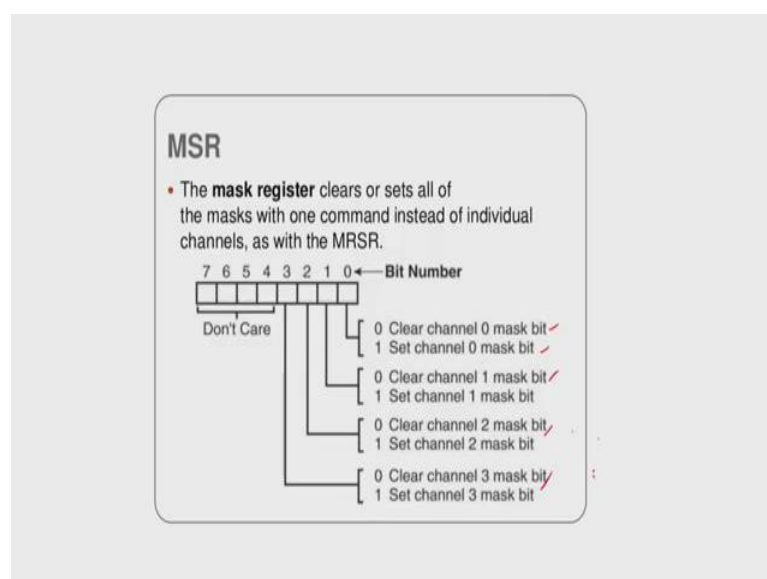 MSR
• The mask register clears or sets all of
the masks with one command instead of individual
channels, as with the MRSR.
7 6 5 4 3 2 1 0 Bit Number
Don't Care
0 Clear channel 0 mask bit
1 Set channel 0 mask bit
0 Clear channel 1 mask bit
1 Set channel 1 mask bit
0 Clear channel 2 mask bit
1 Set channel 2 mask bit
0 Clear channel 3 mask bit
1 Set channel 3 mask bit